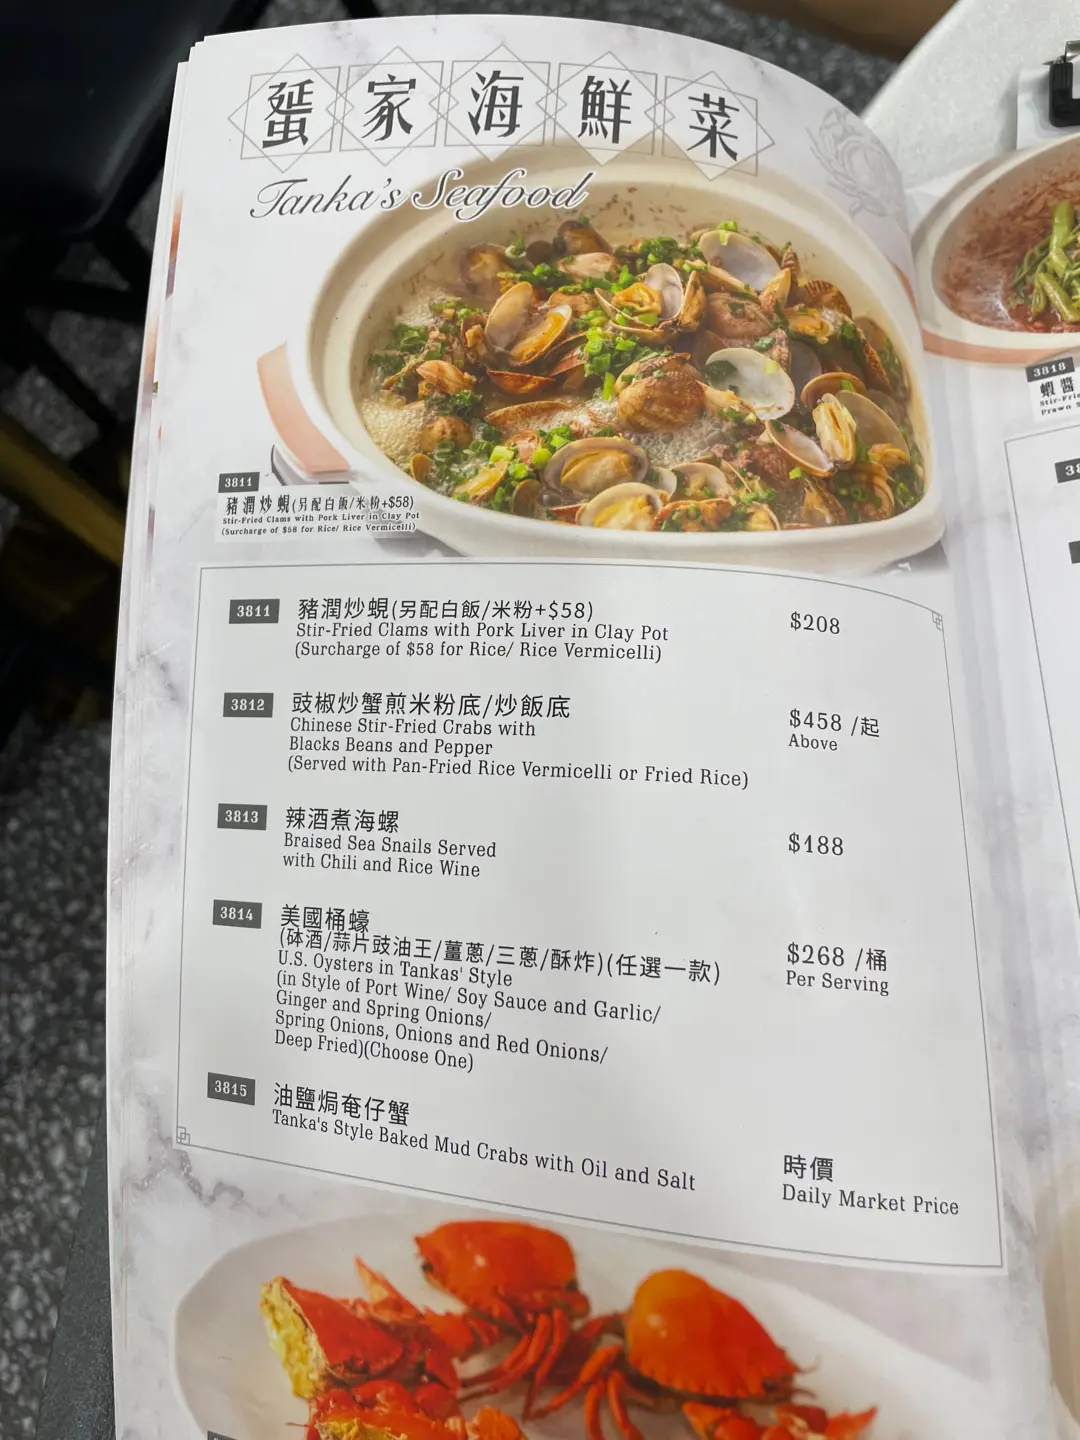 蜑家海鮮菜
Tanka's Seafood
3811
豬潤炒蜆(另配白飯/米粉+$58)
Stir-Fried Clams with Pork Liver in Clay Pot
(Surcharge of $58 for Rice/ Rice Vermicelli)
3811 豬潤炒蜆(另配白飯/米粉+$58) $208
Stir-Fried Clams with Pork Liver in Clay Pot
(Surcharge of $58 for Rice/ Rice Vermicelli)
3812 豉椒炒蟹煎米粉底/炒飯底 $458 /起
Chinese Stir-Fried Crabs with Above
Blacks Beans and Pepper
(Served with Pan-Fried Rice Vermicelli or Fried Rice)
3813 辣酒煮海螺 $188
Braised Sea Snails Served
with Chili and Rice Wine
3814 美國桶蠔 $268 /桶
(砵酒/蒜片豉油王/薑蔥/三蔥/酥炸)(任選一款) Per Serving
U.S. Oysters in Tankas' Style
(in Style of Port Wine/ Soy Sauce and Garlic/
Ginger and Spring Onions/
Spring Onions, Onions and Red Onions/
Deep Fried)(Choose One)
3815 油鹽焗奄仔蟹 時價
Tanka's Style Baked Mud Crabs with Oil and Salt Daily Market Price
3818
蝦醬
Stir-Frie
Prawn